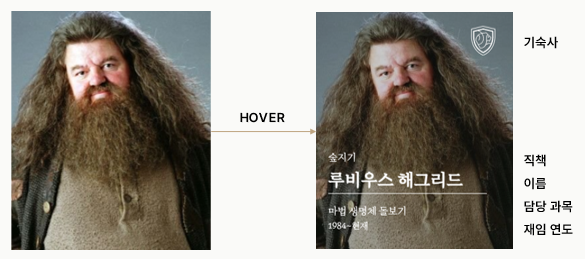 HOVER
기숙사
숲지기
직책
루비우스 해그리드
이름
마법 생명체 돌보기
담당 과목
1984~현재
재임 연도